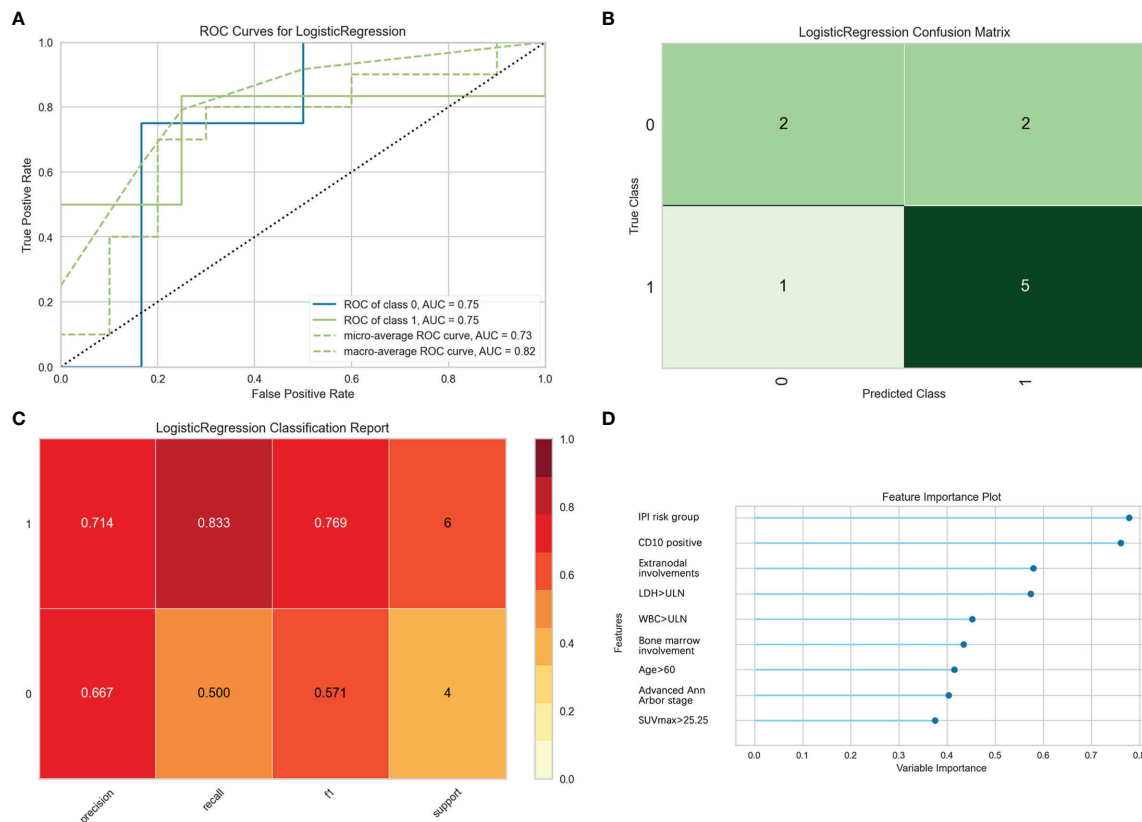 A
ROC Curves for LogisticRegression
1.0
0.8
0.6
0.4
0.2
0.0
True Positive Rate
ROC of class 0, AUC = 0.75
ROC of class 1, AUC = 0.75
micro-average ROC curve, AUC = 0.73
macro-average ROC curve, AUC = 0.82
0.0 0.2 0.4 0.6 0.8 1.0
False Positive Rate
B
LogisticRegression Confusion Matrix
True Class
0 2 2
1 1 5
0 1
Predicted Class
C
LogisticRegression Classification Report
1 0.714 0.833 0.769 6
0 0.667 0.500 0.571 4
precision recall f1 support
1.0
0.8
0.6
0.4
0.2
0.0
D
Feature Importance Plot
Features
IPI risk group
CD10 positive
Extranodal
involvements
LDH>ULN
WBC>ULN
Bone marrow
involvement
Age>60
Advanced Ann
Arbor stage
SUVmax>25.25
0.0 0.1 0.2 0.3 0.4 0.5 0.6 0.7 0.8
Variable Importance